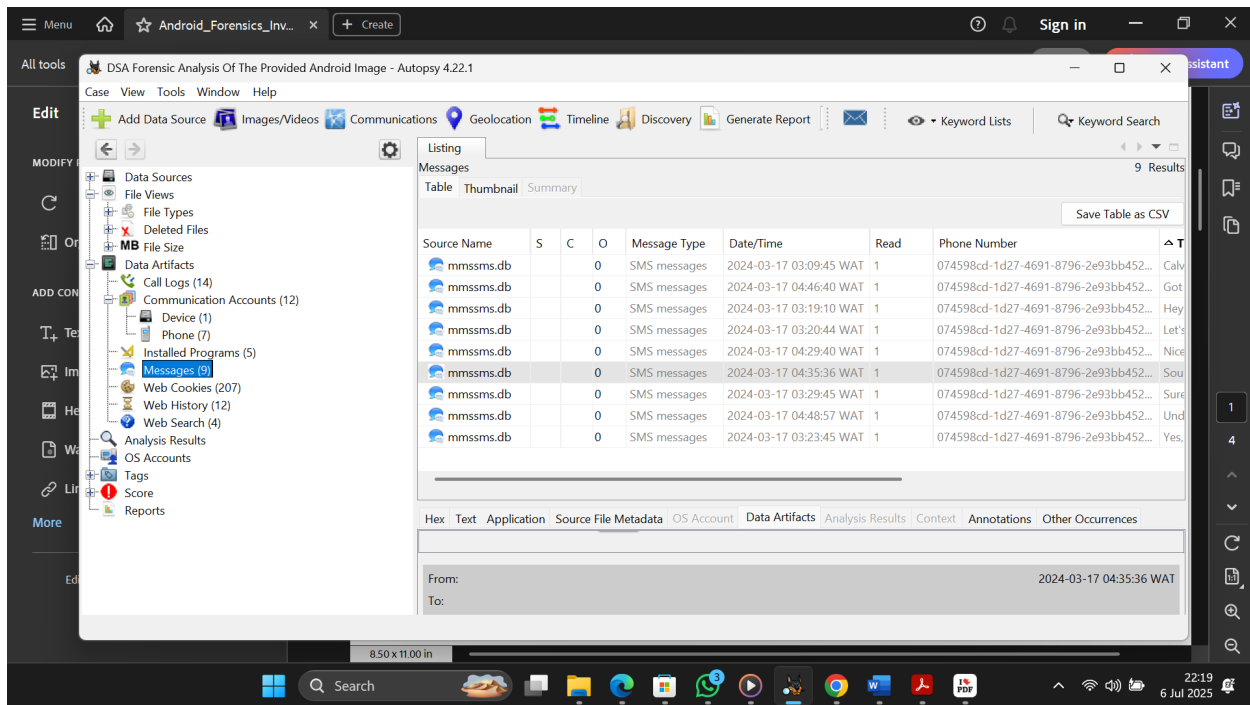 Menu
Android_Forensics_Inv...
Create
Sign in
All tools
DSA Forensic Analysis Of The Provided Android Image - Autopsy 4.22.1
ssistant
Case View Tools Window Help
Edit
Add Data Source Images/Videos Communications Geolocation Timeline Discovery Generate Report Keyword Lists Keyword Search
MODIFY P
Or
ADD CON
Te
Im
He
Wa
Lin
More
Edi
Data Sources
File Views
File Types
Deleted Files
MB File Size
Data Artifacts
Call Logs (14)
Communication Accounts (12)
Device (1)
Phone (7)
Installed Programs (5)
Messages (9)
Web Cookies (207)
Web History (12)
Web Search (4)
Analysis Results
OS Accounts
Tags
Score
Reports
Listing
Messages
9 Results
Table Thumbnail Summary
Save Table as CSV
Source Name S C O Message Type Date/Time Read Phone Number T
mmssms.db 0 SMS messages 2024-03-17 03:09:45 WAT 1 074598cd-1d27-4691-8796-2e93bb452... Calv
mmssms.db 0 SMS messages 2024-03-17 04:46:40 WAT 1 074598cd-1d27-4691-8796-2e93bb452... Got
mmssms.db 0 SMS messages 2024-03-17 03:19:10 WAT 1 074598cd-1d27-4691-8796-2e93bb452... Hey
mmssms.db 0 SMS messages 2024-03-17 03:20:44 WAT 1 074598cd-1d27-4691-8796-2e93bb452... Let's
mmssms.db 0 SMS messages 2024-03-17 04:29:40 WAT 1 074598cd-1d27-4691-8796-2e93bb452... Nice
mmssms.db 0 SMS messages 2024-03-17 04:35:36 WAT 1 074598cd-1d27-4691-8796-2e93bb452... Sou
mmssms.db 0 SMS messages 2024-03-17 03:29:45 WAT 1 074598cd-1d27-4691-8796-2e93bb452... Sure
mmssms.db 0 SMS messages 2024-03-17 04:48:57 WAT 1 074598cd-1d27-4691-8796-2e93bb452... Und
mmssms.db 0 SMS messages 2024-03-17 03:23:45 WAT 1 074598cd-1d27-4691-8796-2e93bb452... Yes,
Hex Text Application Source File Metadata OS Account Data Artifacts Analysis Results Context Annotations Other Occurrences
From: 2024-03-17 04:35:36 WAT
To:
1
4
8.50 x 11.00 in
Search
3
22:19
6 Jul 2025